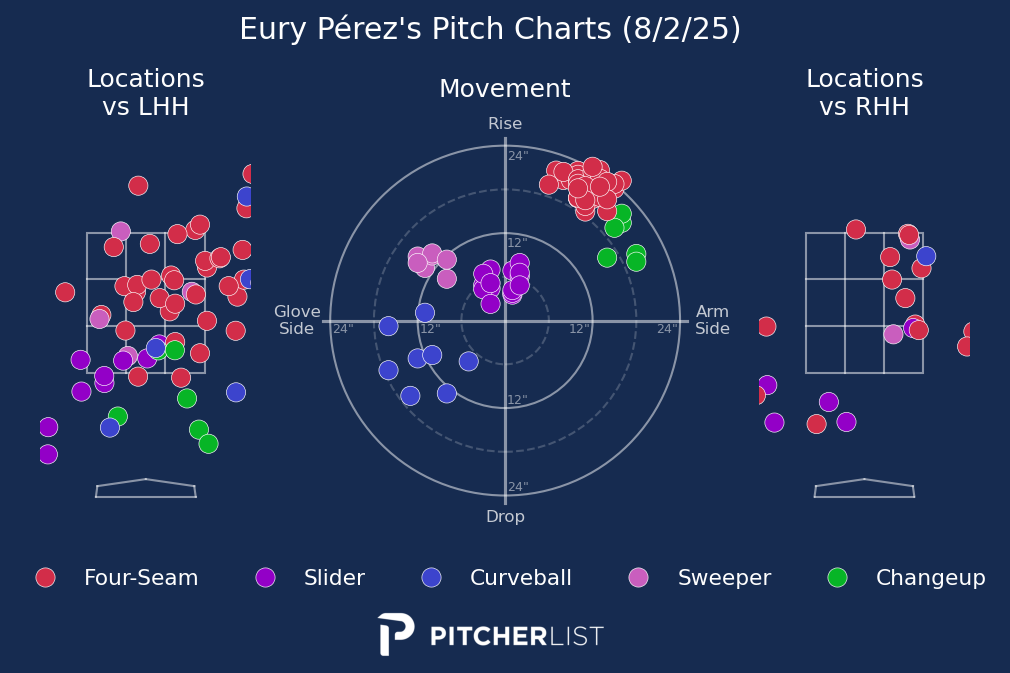 Eury Pérez's Pitch Charts (8/2/25)
Locations
vs LHH
Movement
Locations
vs RHH
Rise
24"
12"
Glove
Side
24"
12"
12"
24"
Arm
Side
12"
24"
Drop
Four-Seam
Slider
Curveball
Sweeper
Changeup
PITCHERLIST